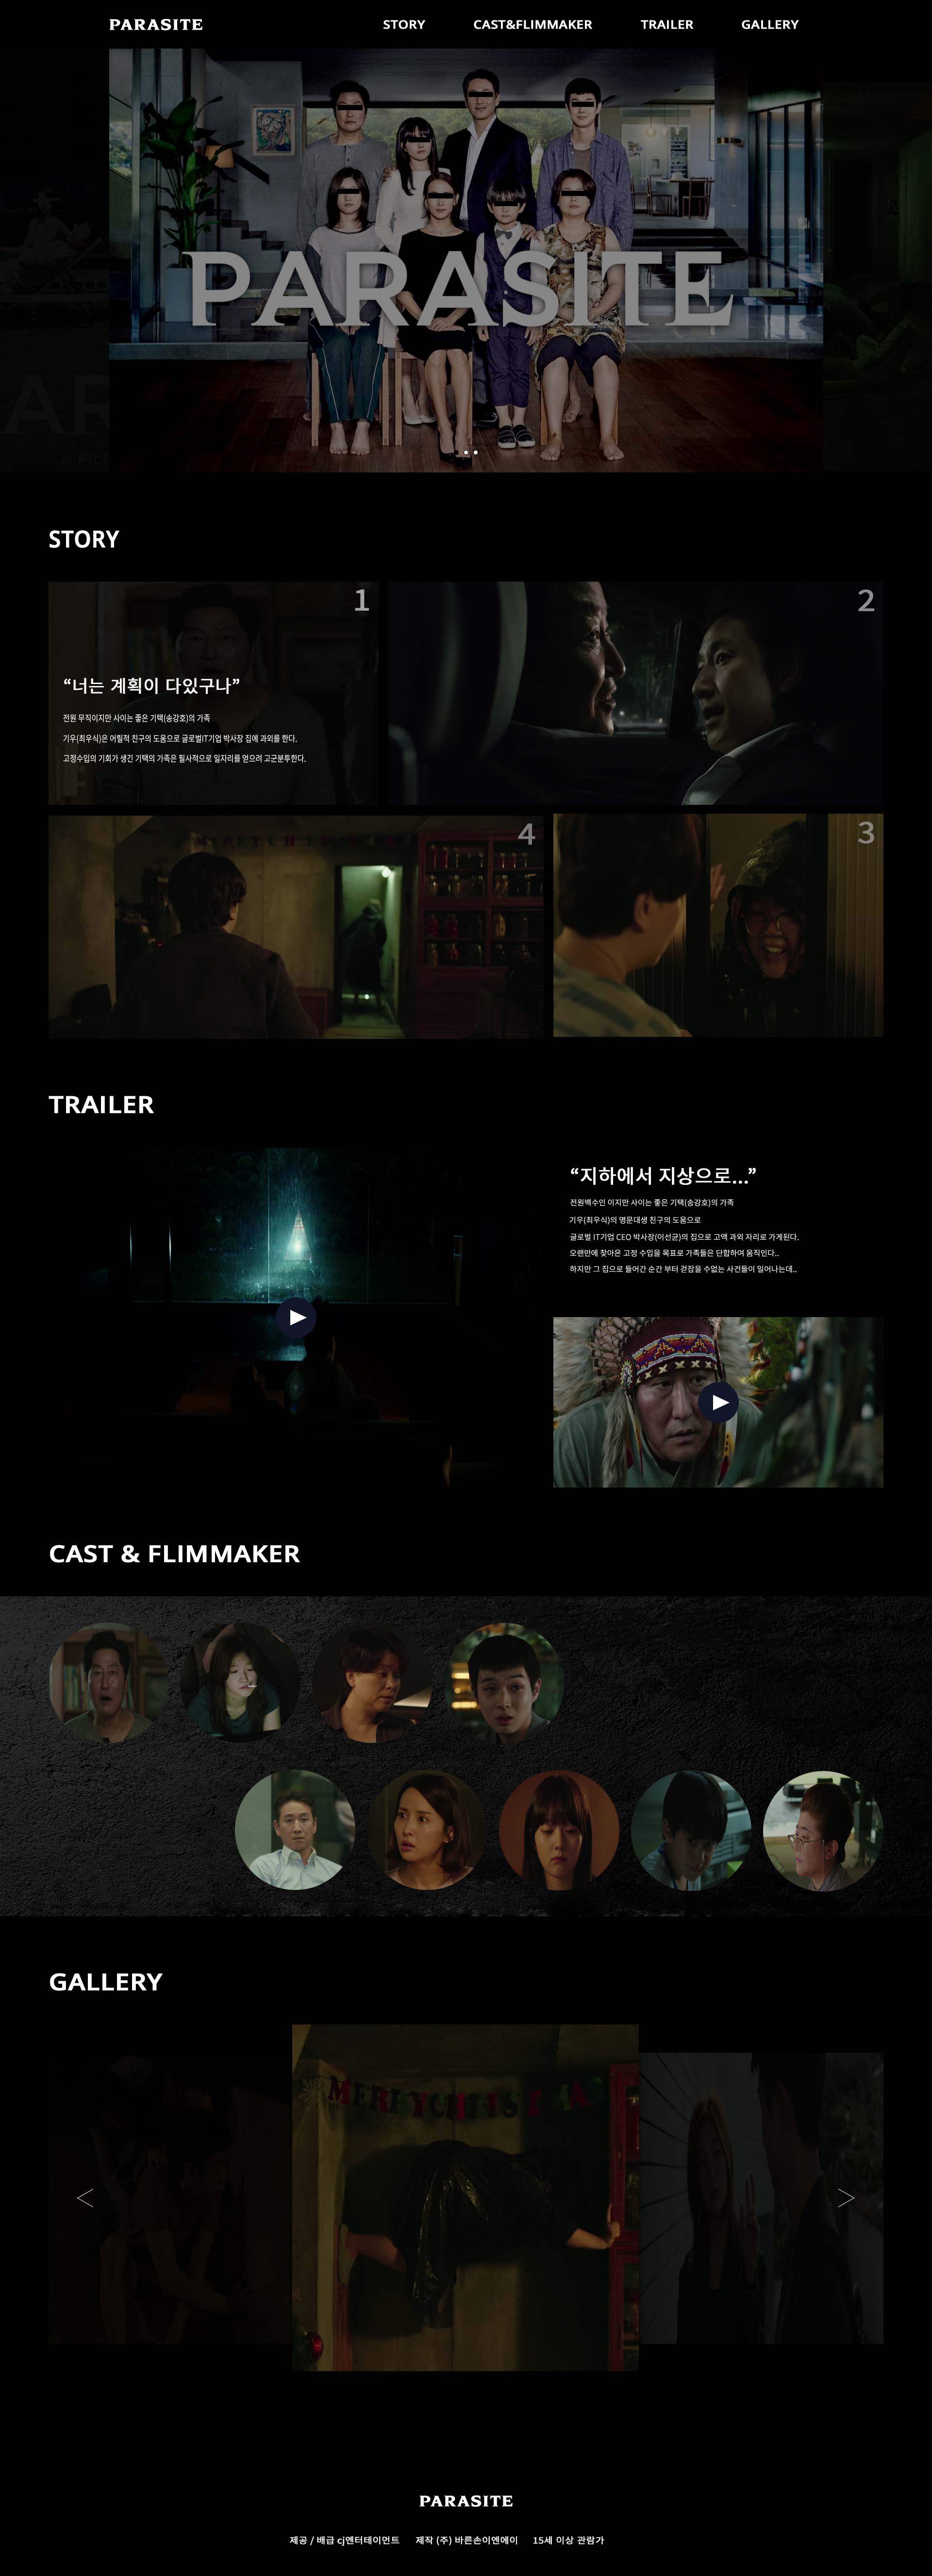 PARASITE
STORY
CAST&FLIMMAKER
TRAILER
GALLERY
PARASITE
AR
A FIL
STORY
1
2
“너는 계획이 다있구나”
전원 무직이지만 사이는 좋은 기택(송강호)의 가족
기우(최우식)은 어릴적 친구의 도움으로 글로벌IT기업 박사장 집에 과외를 한다.
고정수입의 기회가 생긴 기택의 가족은 필사적으로 일자리를 얻으려 고군분투한다.
4
3
TRAILER
“지하에서 지상으로...”
전원백수인 이지만 사이는 좋은 기택(송강호)의 가족
기우(최우식)의 명문대생 친구의 도움으로
글로벌 IT기업 CEO 박사장(이선균)의 집으로 고액 과외 자리로 가게된다.
오랜만에 찾아온 고정 수입을 목표로 가족들은 단합하여 움직인다..
하지만 그 집으로 들어간 순간 부터 걷잡을 수없는 사건들이 일어나는데..
CAST & FLIMMAKER
GALLERY
MERRYCHRISTMAS
PARASITE
제공 / 배급 cj엔터테이먼트 제작 (주) 바른손이엔에이 15세 이상 관람가